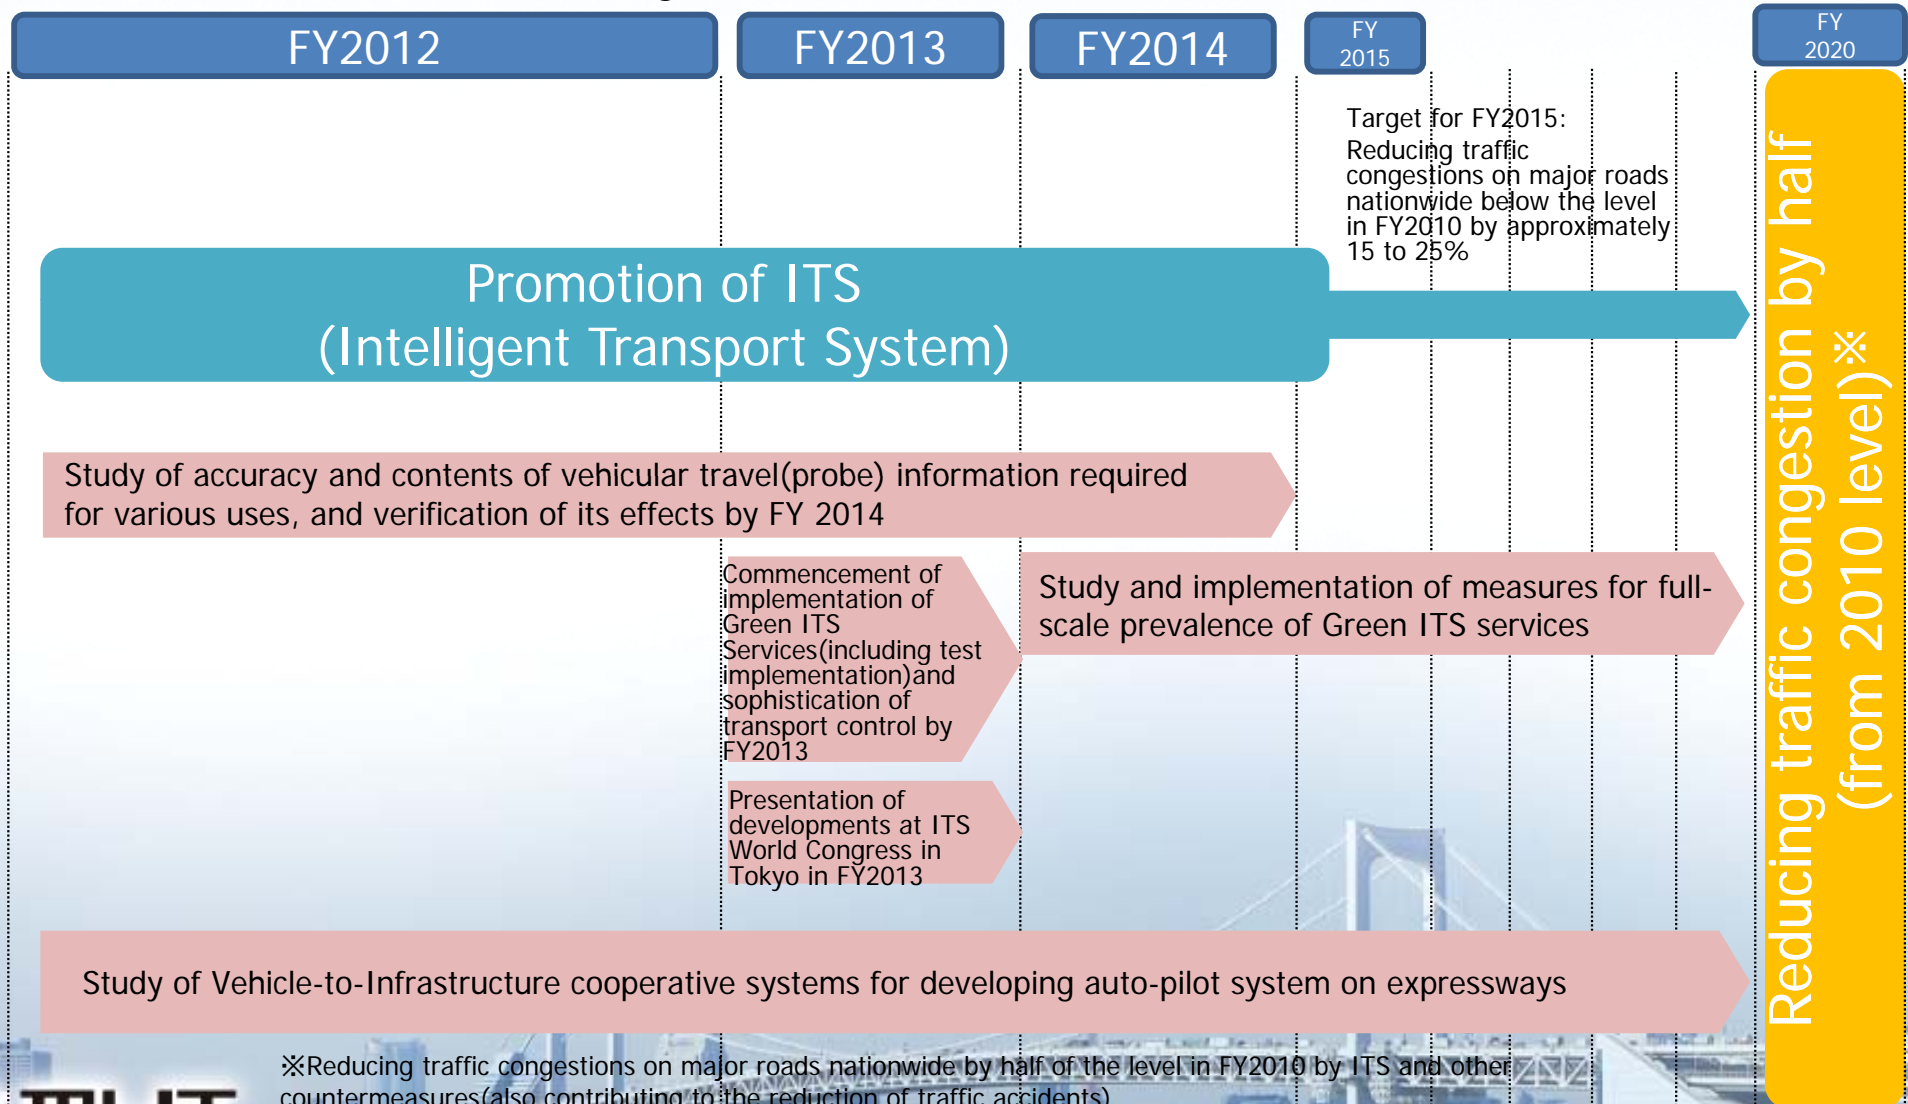 FY2012
FY2013
FY2014
FY
2015
FY
2020
Target for FY2015:
Reducing traffic
congestions on major roads
nationwide below the level
in FY2010 by approximately
15 to 25%
Promotion of ITS
(Intelligent Transport System)
Study of accuracy and contents of vehicular travel(probe) information required
for various uses, and verification of its effects by FY 2014
Commencement of
implementation of
Green ITS
Services(including test
implementation)and
sophistication of
transport control by
FY2013
Study and implementation of measures for full-
scale prevalence of Green ITS services
Presentation of
developments at ITS
World Congress in
Tokyo in FY2013
Study of Vehicle-to-Infrastructure cooperative systems for developing auto-pilot system on expressways
Reducing traffic congestion by half
(from 2010 level)※
※Reducing traffic congestions on major roads nationwide by half of the level in FY2010 by ITS and other
countermeasures(also contributing to the reduction of traffic accidents)